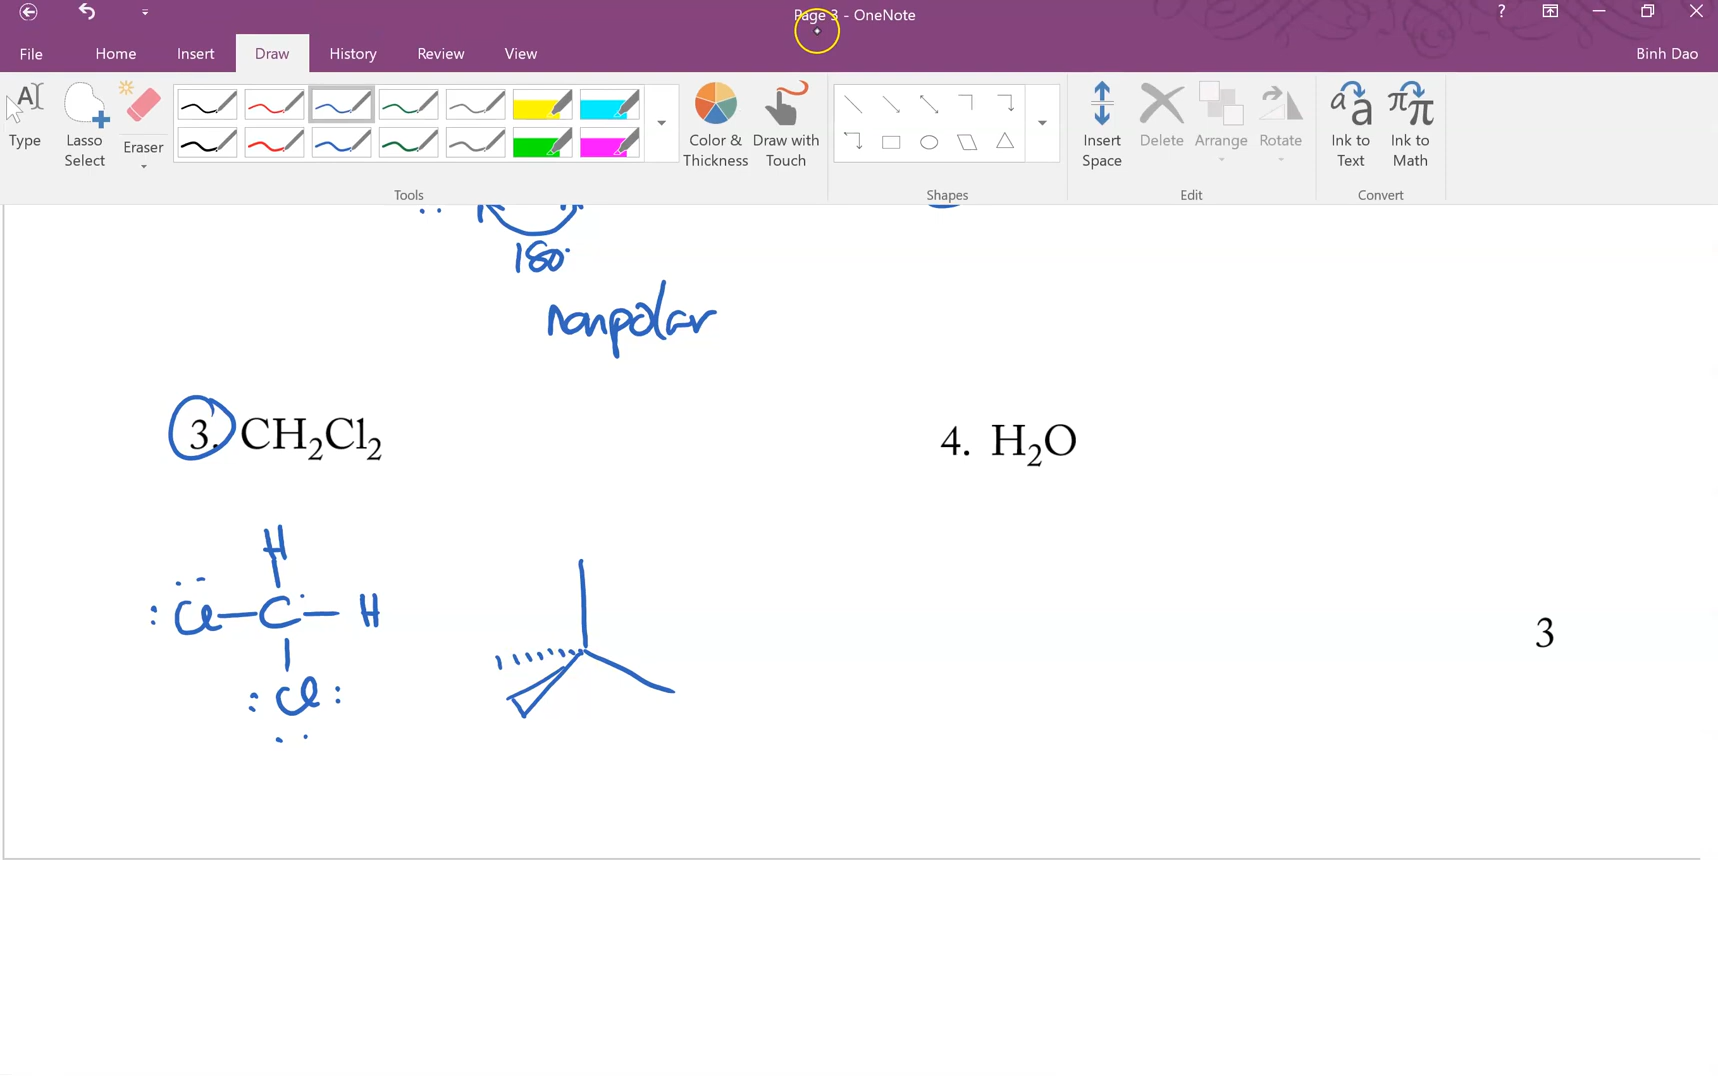 Page 3 - OneNote
?
File Home Insert Draw History Review View Binh Dao
Type Lasso Select Eraser Color & Thickness Draw with Touch Insert Space Delete Arrange Rotate Ink to Text Ink to Math
Tools Shapes Edit Convert
180°
nonpolar
3. CH₂Cl₂
4. H₂O
H
:Cl—C—H
:Cl:
3